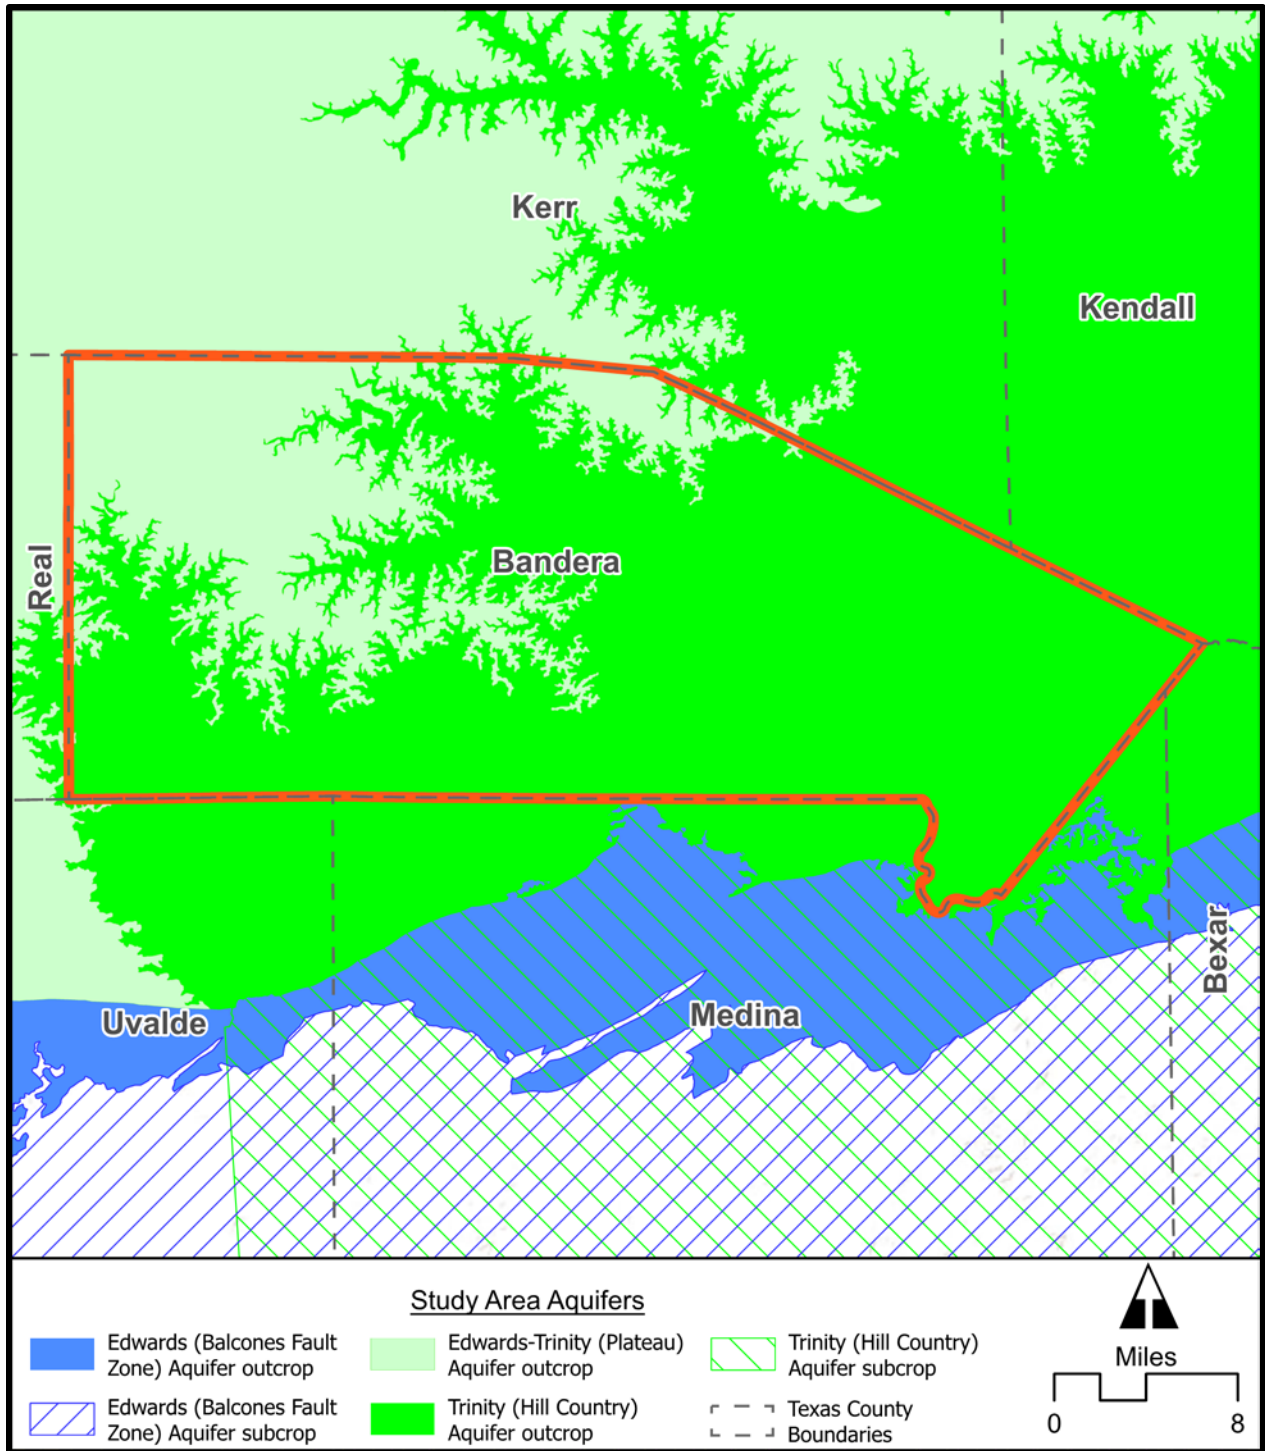 Kerr
Kendall
Real
Bandera
Bexar
Uvalde
Medina
Study Area Aquifers
Edwards (Balcones Fault
Zone) Aquifer outcrop
Edwards-Trinity (Plateau)
Aquifer outcrop
Trinity (Hill Country)
Aquifer subcrop
Edwards (Balcones Fault
Zone) Aquifer subcrop
Trinity (Hill Country)
Aquifer outcrop
Texas County
Boundaries
Miles
0 8